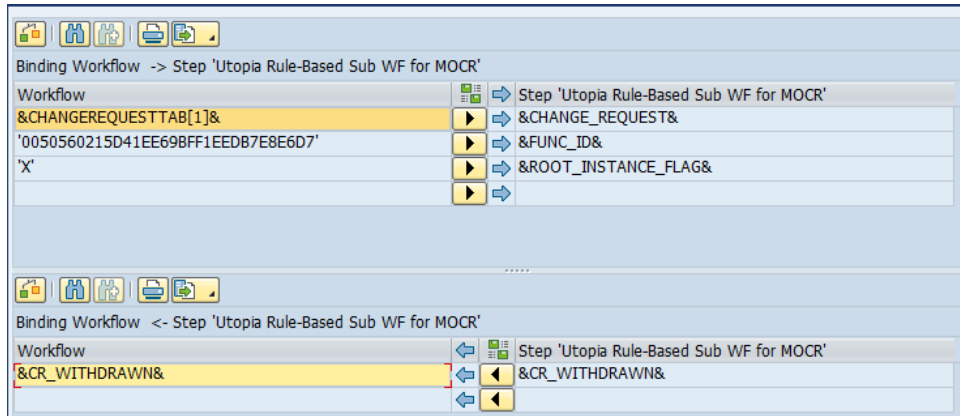 Binding Workflow -> Step 'Utopia Rule-Based Sub WF for MOCR'
Workflow Step 'Utopia Rule-Based Sub WF for MOCR'
&CHANGEREQUESTTAB[1]& &CHANGE_REQUEST&
'0050560215D41EE69BFF1EEDB7E8E6D7' &FUNC_ID&
'X' &ROOT_INSTANCE_FLAG&
Binding Workflow <- Step 'Utopia Rule-Based Sub WF for MOCR'
Workflow Step 'Utopia Rule-Based Sub WF for MOCR'
&CR_WITHDRAWN& &CR_WITHDRAWN&